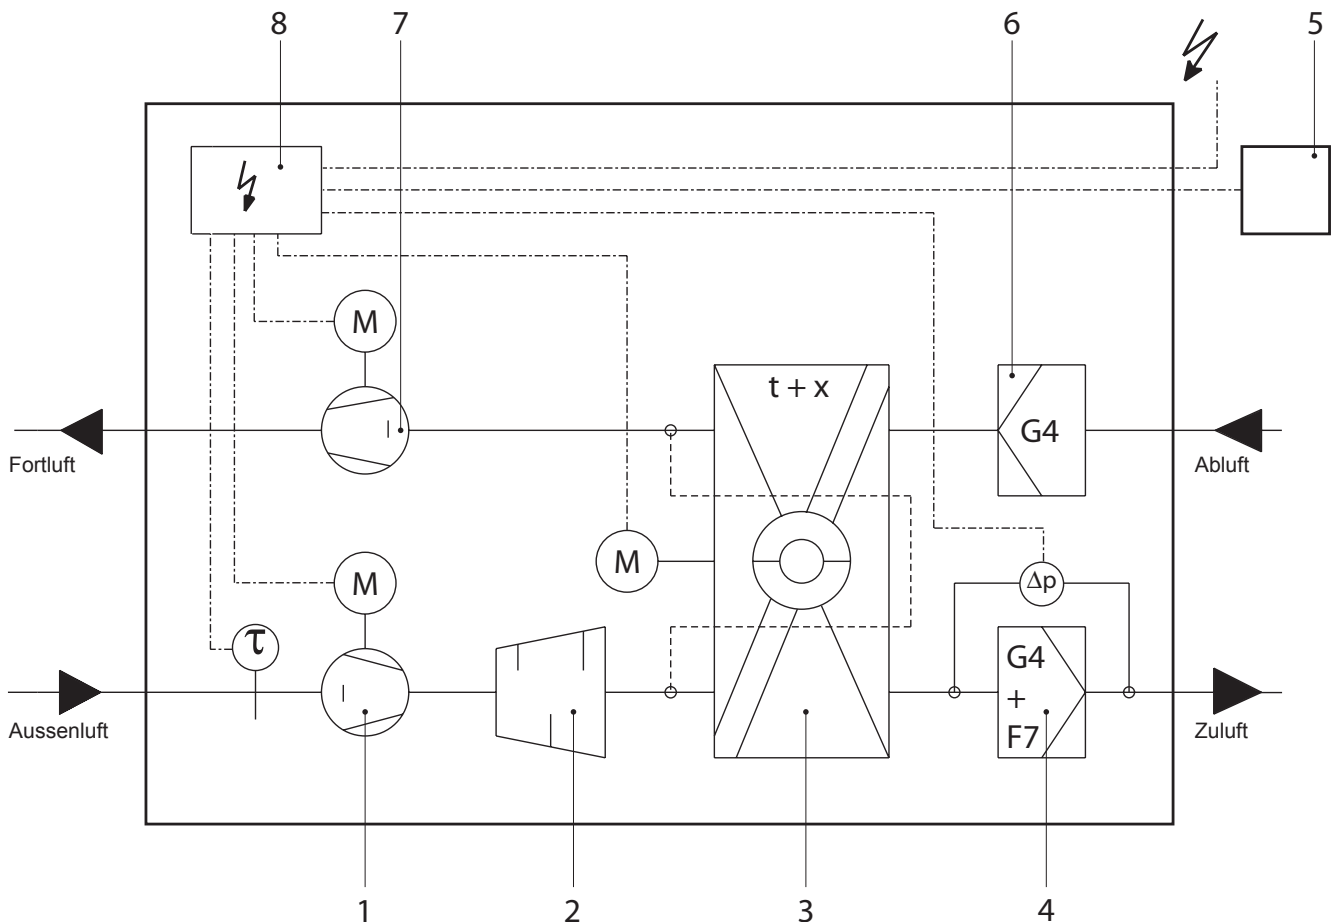 8
7
6
5
M
t + x
G4
Fortluft
Abluft
M
M
Δp
τ
G4
+
F7
Aussenluft
Zuluft
1
2
3
4